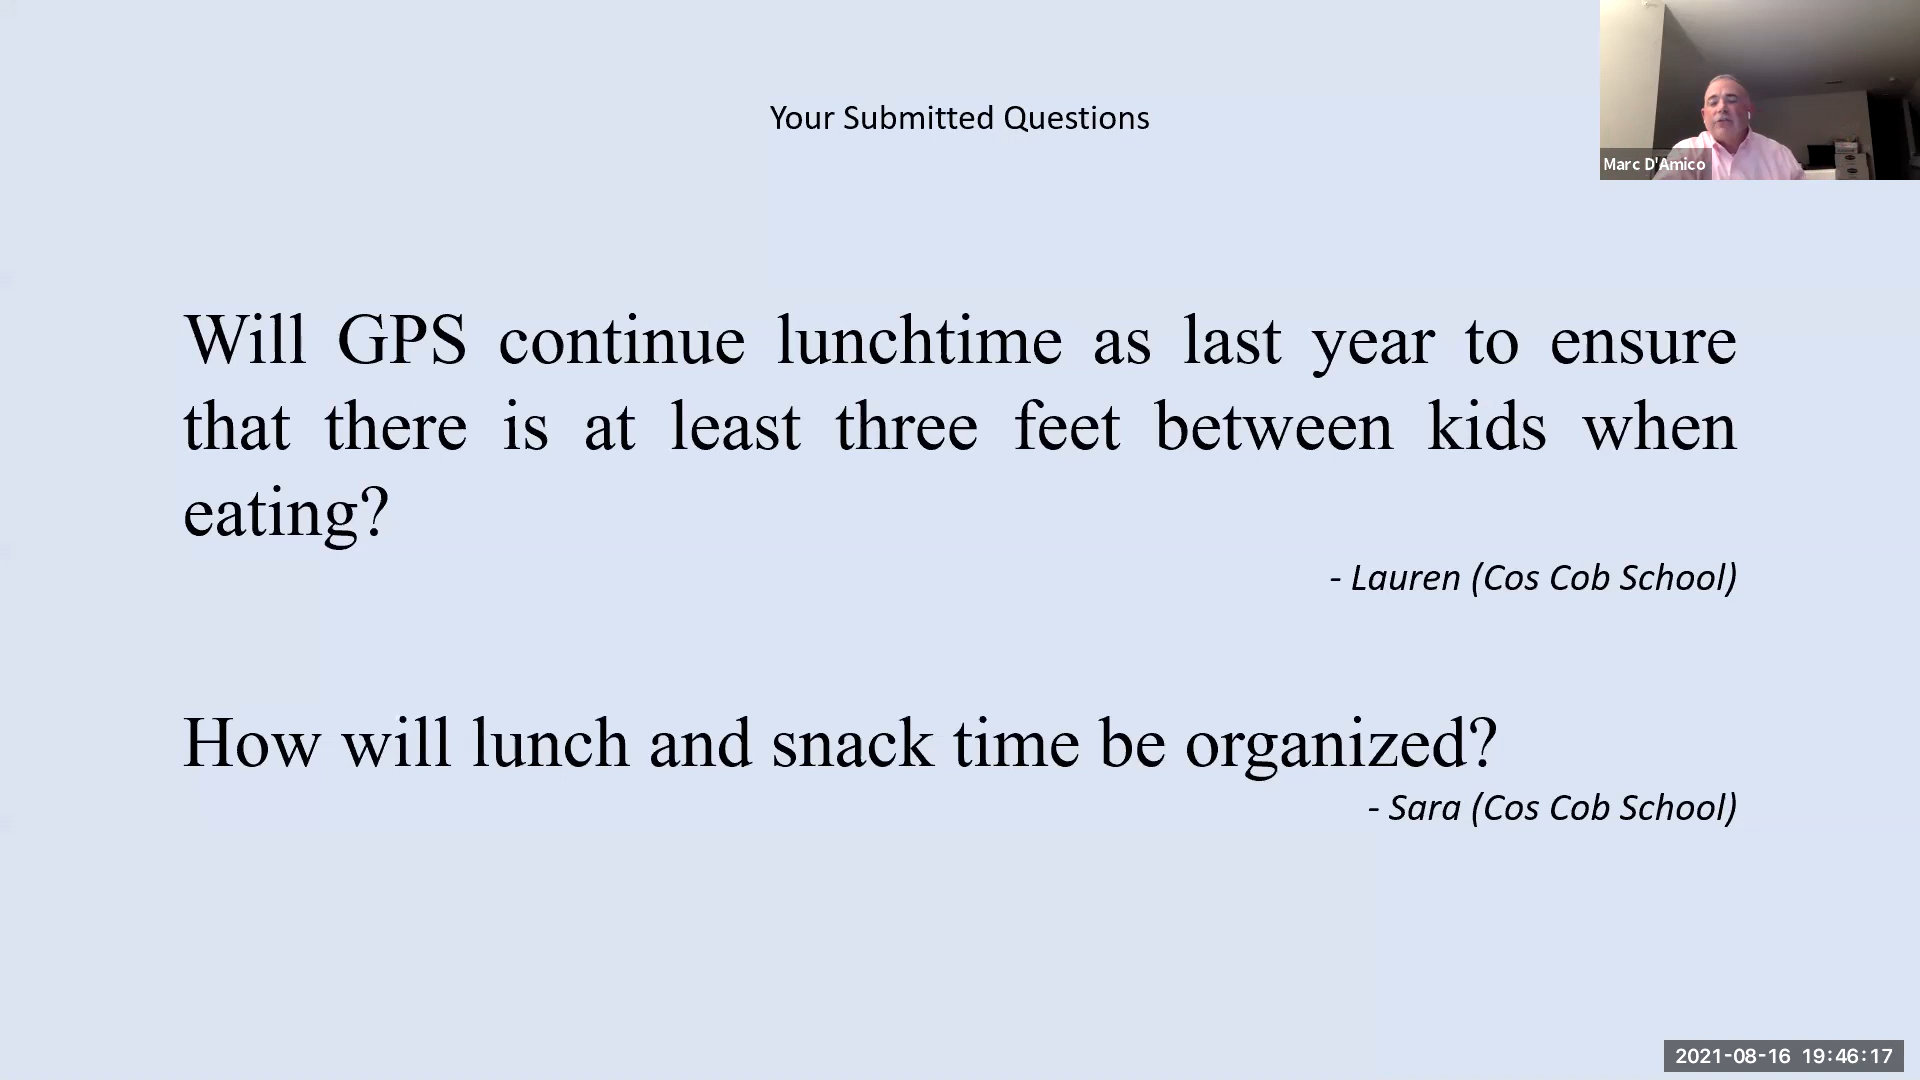 Your Submitted Questions
Marc D'Amico
Will GPS continue lunchtime as last year to ensure
that there is at least three feet between kids when
eating?
- Lauren (Cos Cob School)
How will lunch and snack time be organized?
- Sara (Cos Cob School)
2021-08-16 19:46:17